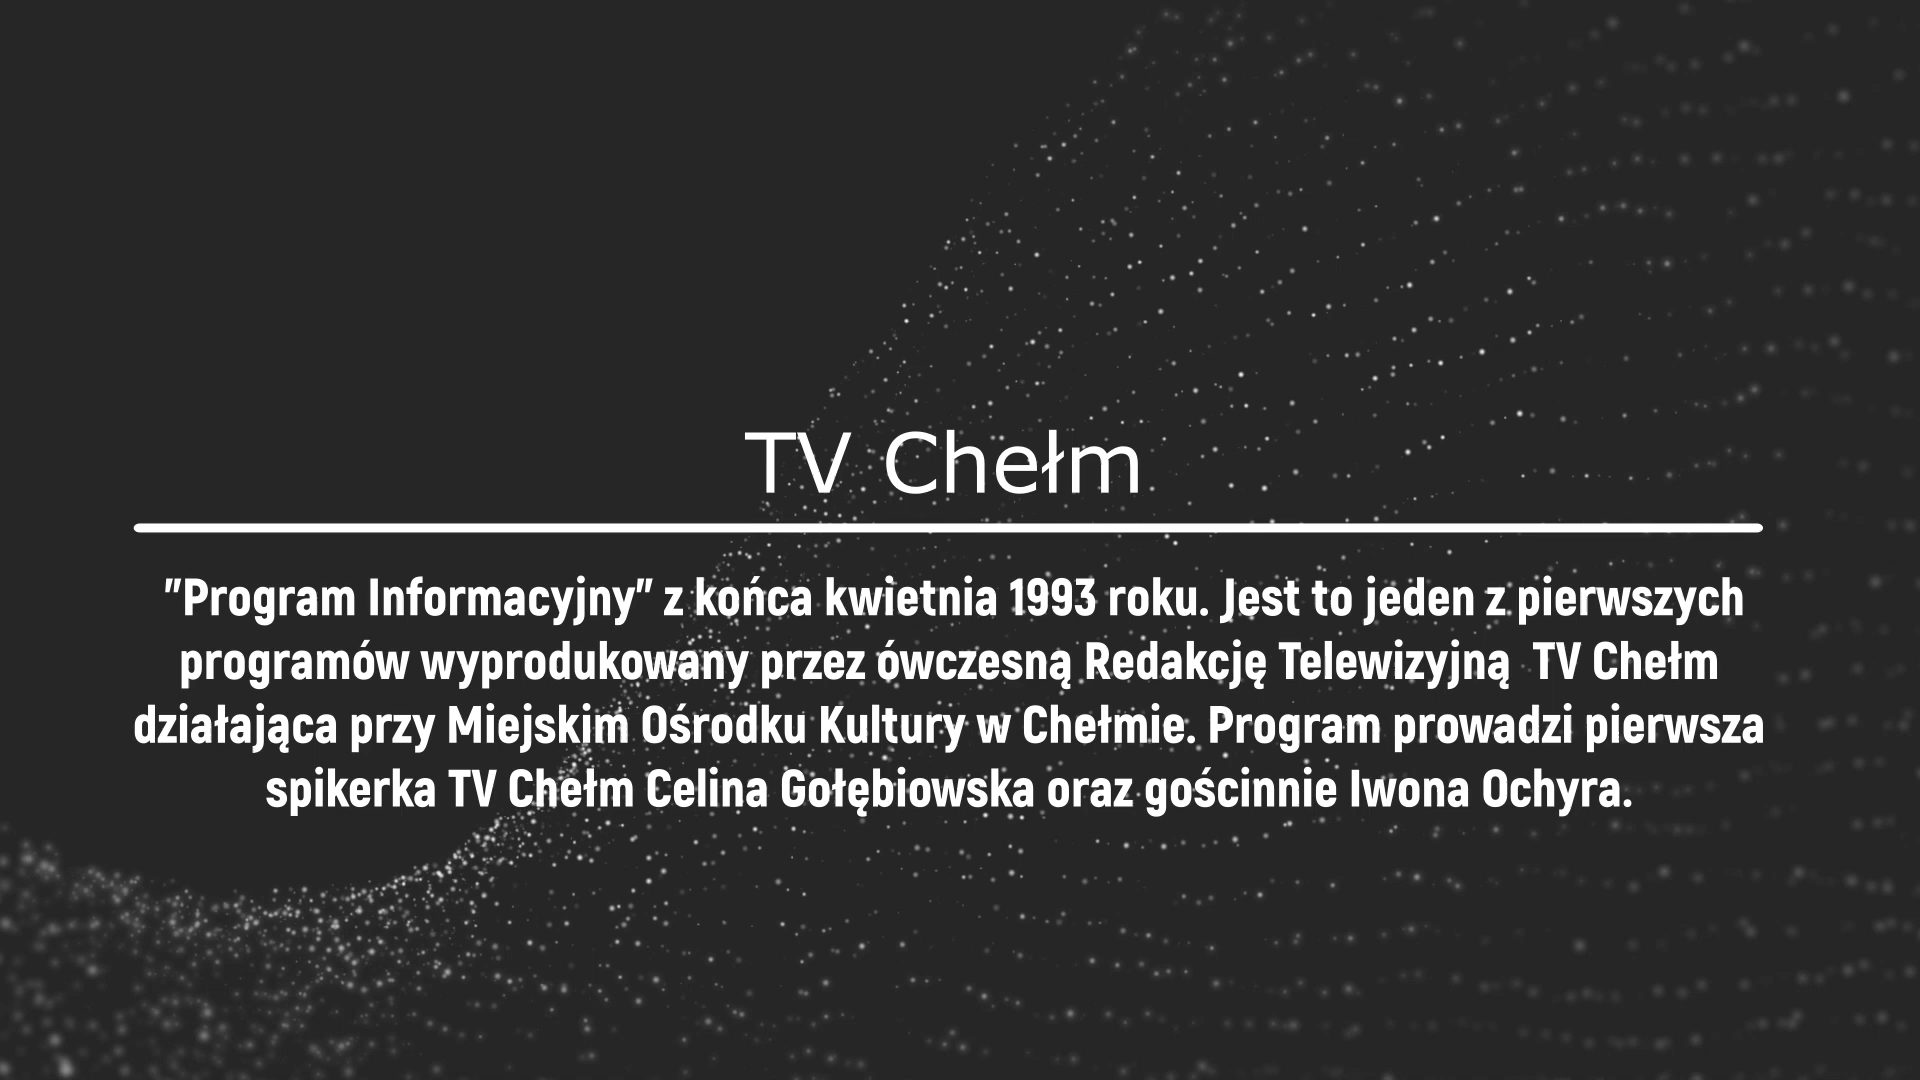 TV Chełm
"Program Informacyjny" z końca kwietnia 1993 roku. Jest to jeden z pierwszych
programów wyprodukowany przez ówczesną Redakcję Telewizyjną  TV Chełm
działająca przy Miejskim Ośrodku Kultury w Chełmie. Program prowadzi pierwsza
spikerka TV Chełm Celina Gołębiowska oraz gościnnie Iwona Ochyra.